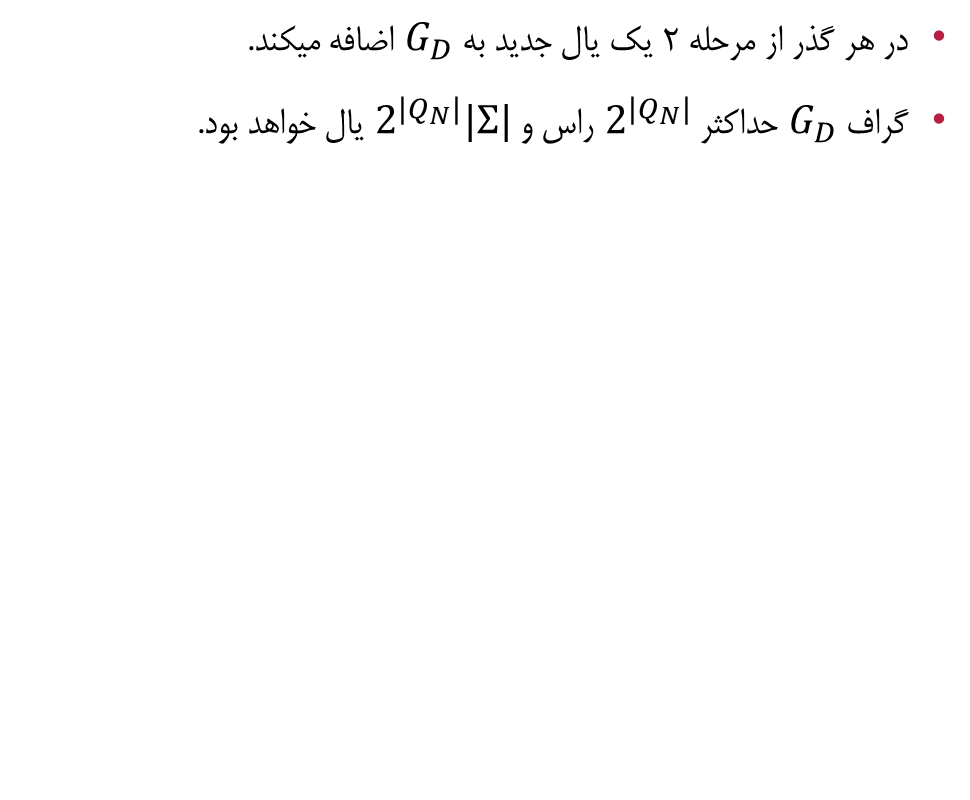 • در هر گذر از مرحله ۲ یک یال جدید به $G_D$ اضافه میکند.
• گراف $G_D$ حداکثر $2^{|Q_N|}$ راس و $2^{|Q_N|}|\Sigma|$ یال خواهد بود.